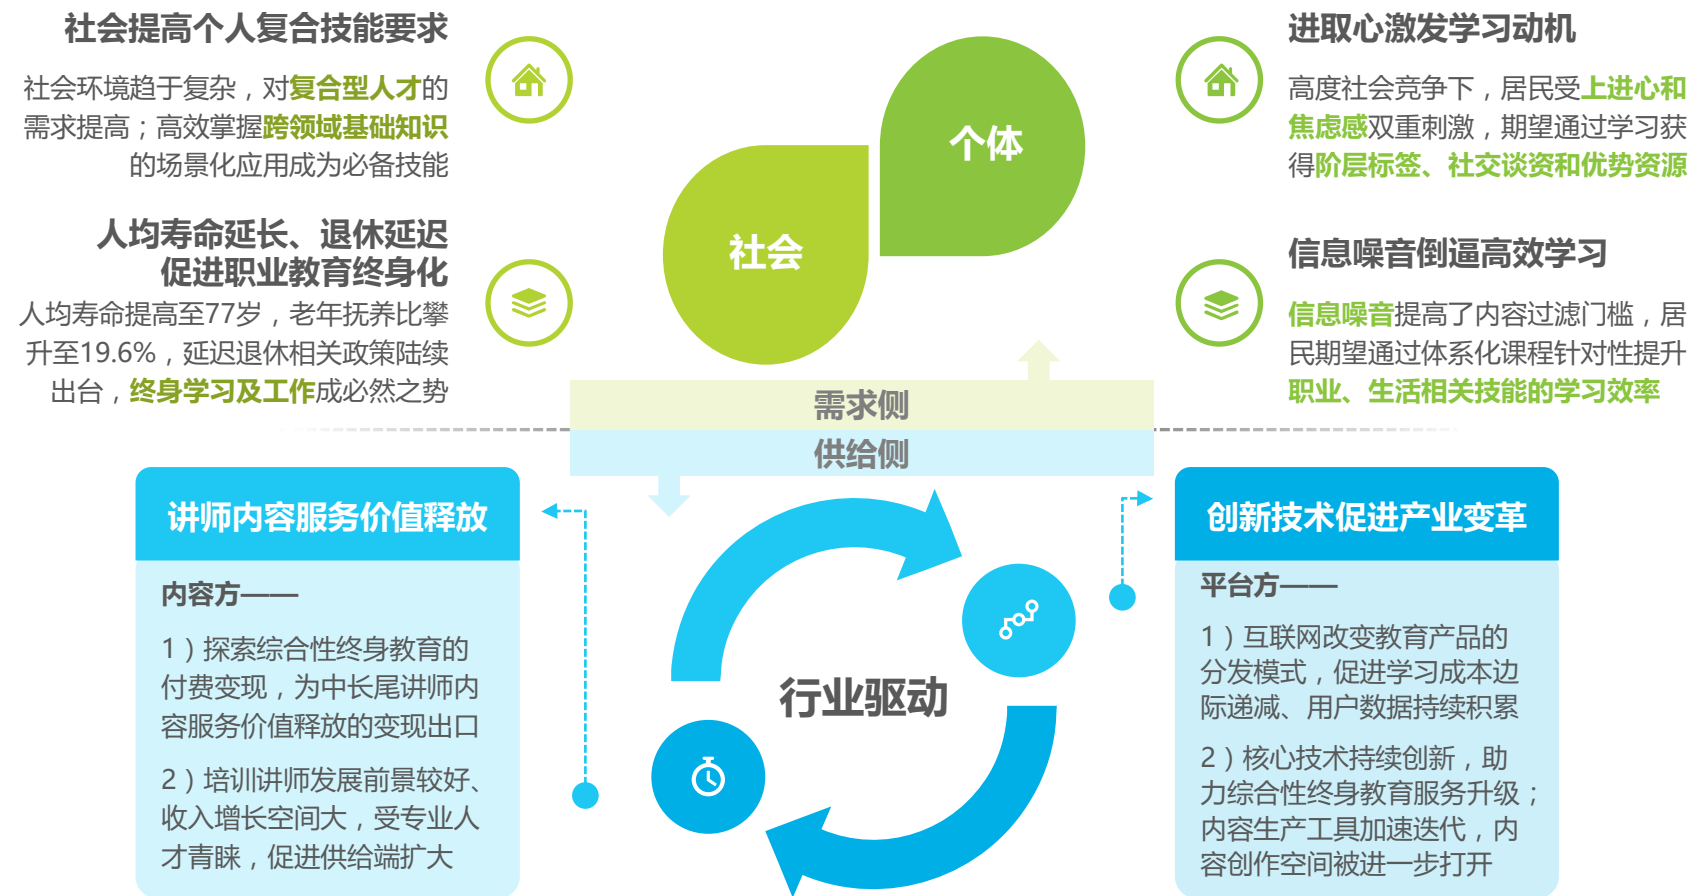 社会提高个人复合技能要求
社会环境趋于复杂，对复合型人才的
需求提高；高效掌握跨领域基础知识
的场景化应用成为必备技能
人均寿命延长、退休延迟
促进职业教育终身化
人均寿命提高至77岁，老年抚养比攀
升至19.6%，延迟退休相关政策陆续
出台，终身学习及工作成必然之势
社会
个体
进取心激发学习动机
高度社会竞争下，居民受上进心和
焦虑感双重刺激，期望通过学习获
得阶层标签、社交谈资和优势资源
信息噪音倒逼高效学习
信息噪音提高了内容过滤门槛，居
民期望通过体系化课程针对性提升
职业、生活相关技能的学习效率
需求侧
供给侧
讲师内容服务价值释放
内容方——
1）探索综合性终身教育的
付费变现，为中长尾讲师内
容服务价值释放的变现出口
2）培训讲师发展前景较好、
收入增长空间大，受专业人
才青睐，促进供给端扩大
行业驱动
创新技术促进产业变革
平台方——
1）互联网改变教育产品的
分发模式，促进学习成本边
际递减、用户数据持续积累
2）核心技术持续创新，助
力综合性终身教育服务升级；
内容生产工具加速迭代，内
容创作空间被进一步打开